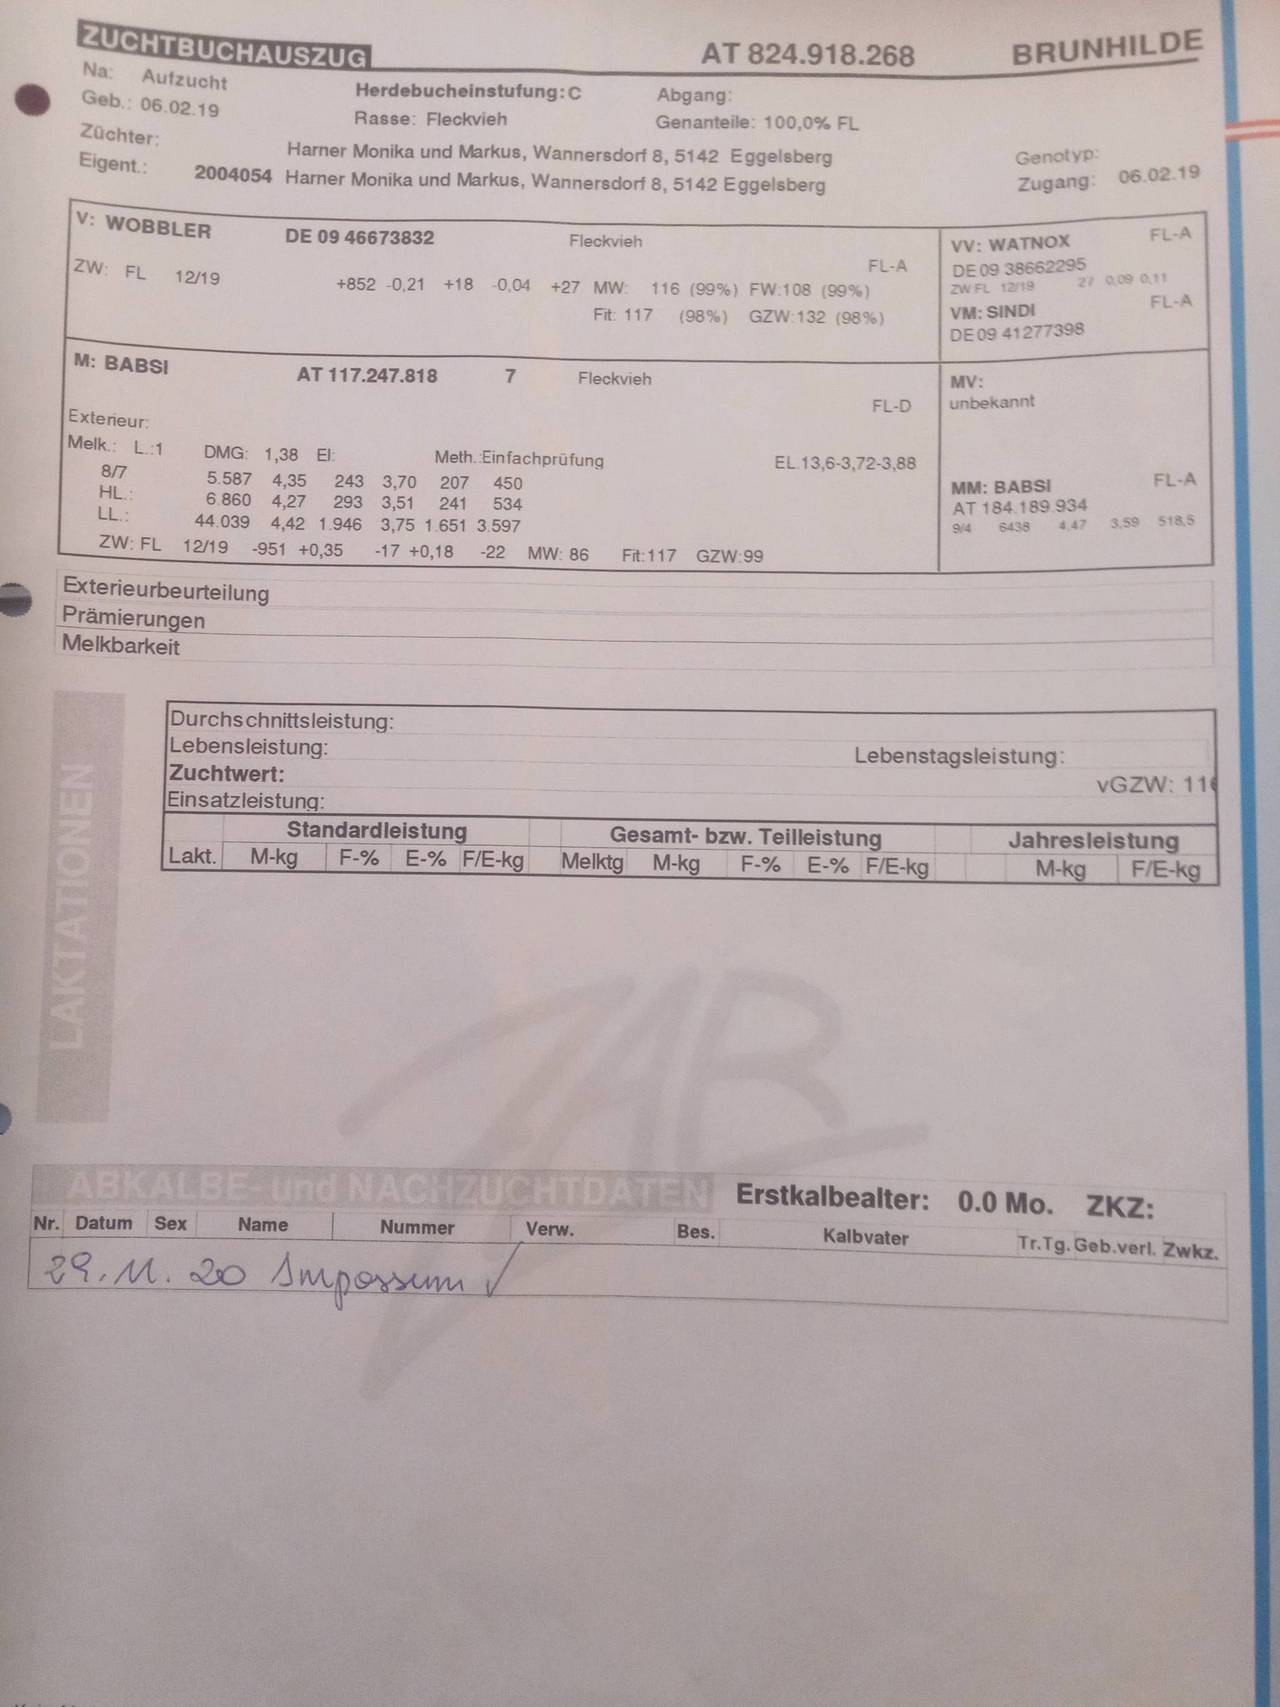 ZUCHTBUCHAUSZUG AT 824.918.268 BRUNHILDE
Na: Aufzucht Herdebucheinstufung: C Abgang:
Geb.: 06.02.19 Rasse: Fleckvieh Genanteile: 100,0% FL
Züchter: Harner Monika und Markus, Wannersdorf 8, 5142 Eggelsberg Genotyp:
Eigent.: 2004054 Harner Monika und Markus, Wannersdorf 8, 5142 Eggelsberg Zugang: 06.02.19
V: WOBBLER DE 09 46673832 Fleckvieh
FL-A
ZW: FL 12/19 +852 -0,21 +18 -0,04 +27 MW: 116 (99%) FW:108 (99%)
Fit: 117 (98%) GZW:132 (98%)
VV: WATNOX FL-A
DE 09 38662295
ZW:FL 12/19 27 0,09 0,11
VM: SINDI FL-A
DE 09 41277398
M: BABSI AT 117.247.818 7 Fleckvieh
FL-D
Exterieur:
Melk.: L.:1 DMG: 1,38 EI: Meth.:Einfachprüfung EL.13,6-3,72-3,88
8/7 5.587 4,35 243 3,70 207 450
HL.: 6.860 4,27 293 3,51 241 534
LL.: 44.039 4,42 1.946 3,75 1.651 3.597
ZW: FL 12/19 -951 +0,35 -17 +0,18 -22 MW: 86 Fit:117 GZW:99
MV:
unbekannt
MM: BABSI FL-A
AT 184.189.934
9/4 6438 4,47 3,59 518,5
Exterieurbeurteilung
Prämierungen
Melkbarkeit
LAKTATIONEN
Durchschnittsleistung:
Lebensleistung: Lebenstagsleistung:
Zuchtwert: vGZW: 11
Einsatzleistung:
Standardleistung Gesamt- bzw. Teilleistung Jahresleistung
Lakt. M-kg F-% E-% F/E-kg Melktg M-kg F-% E-% F/E-kg M-kg F/E-kg
ZAR
ABKALBE- und NACHZUCHTDATEN Erstkalbealter: 0.0 Mo. ZKZ:
Nr. Datum Sex Name Nummer Verw. Bes. Kalbvater Tr.Tg. Geb.verl. Zwkz.
29.11.20 Impossum ✓